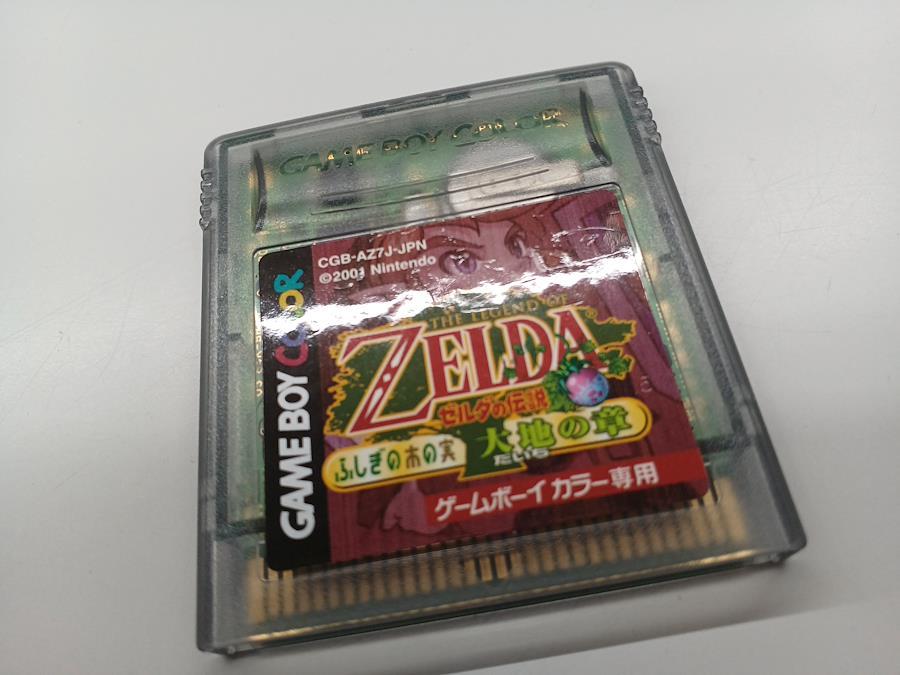 GAME BOY COLOR
GAME BOY COLOR
CGB-AZ7J-JPN
©2001 Nintendo
THE LEGEND OF
ZELDA®
ゼルダの伝説
ふしぎの木の実
大地の章
だいち
ゲームボーイ カラー専用